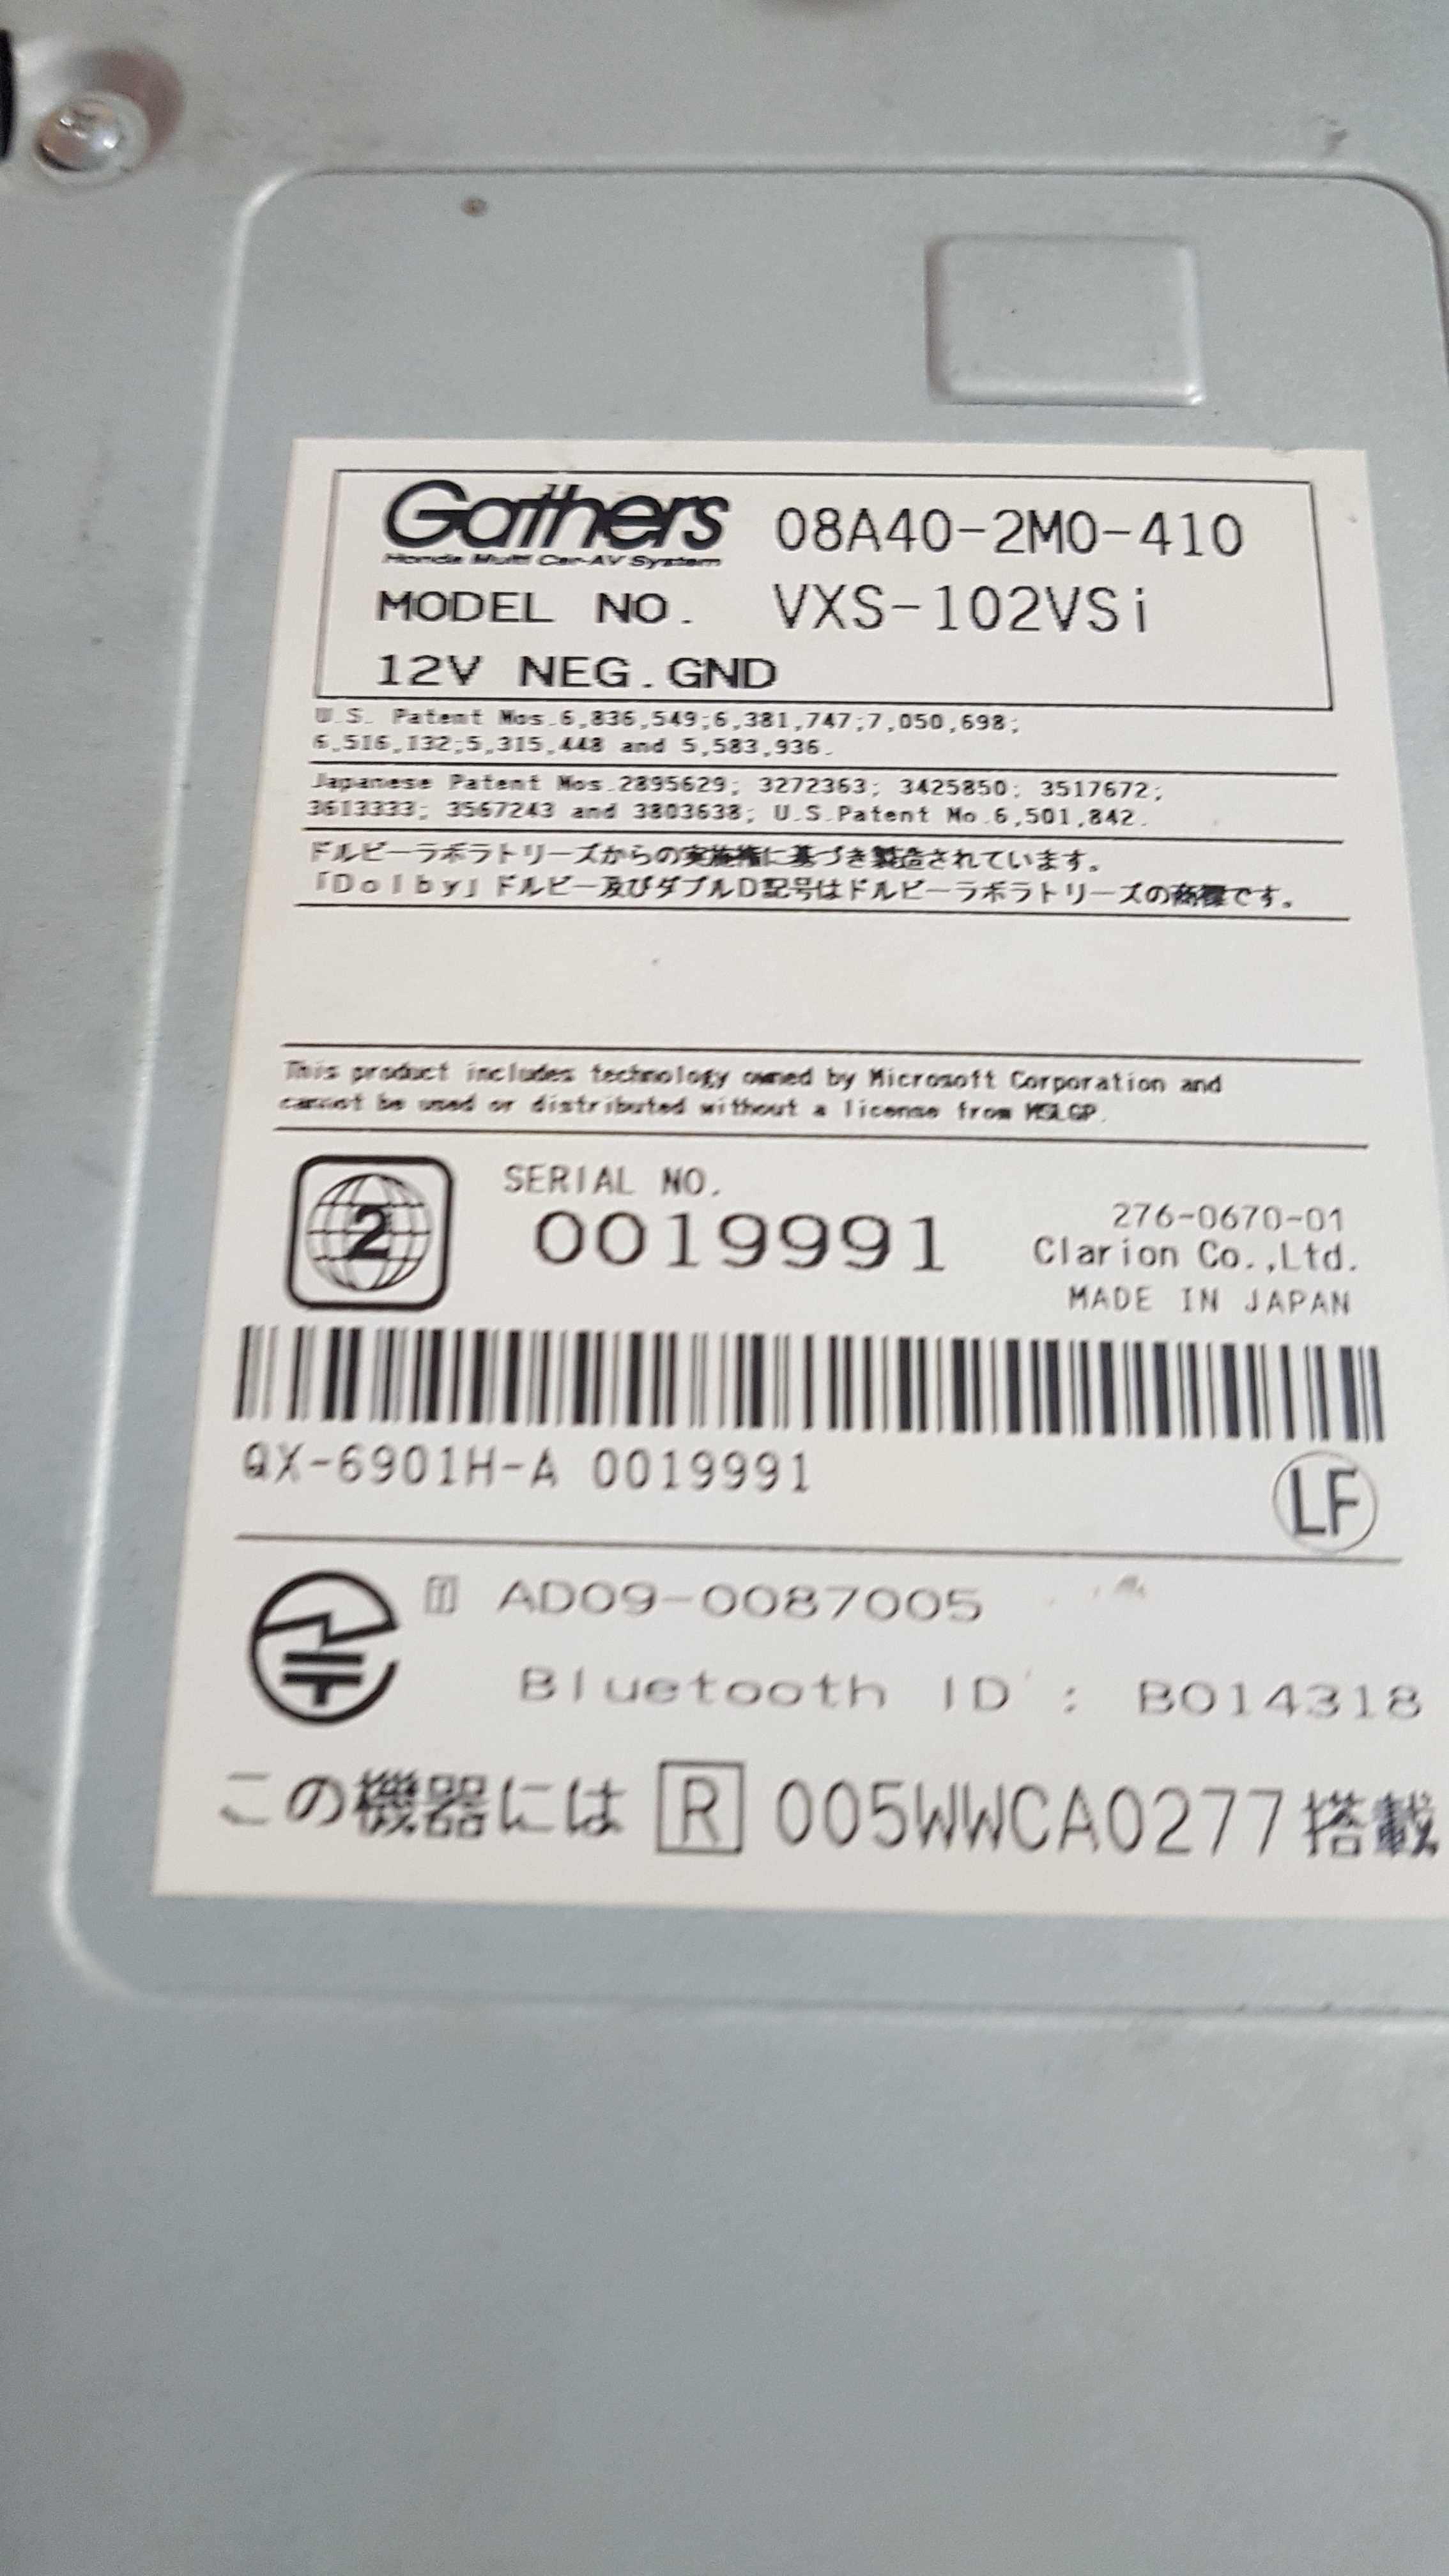 Gathers 08A40-2M0-410
Honda Multi Car-AV System
MODEL NO. VXS-102VSi
12V NEG.GND
U.S. Patent Nos.6,836,549;6,381,747;7,050,698;
6,516,132;5,315,448 and 5,583,936.
Japanese Patent Nos.2895629; 3272363; 3425850; 3517672;
3613333; 3567243 and 3803638; U.S.Patent No.6,501,842.
ドルビーラボラトリーズからの実施権に基づき製造されています。
「Dolby」ドルビー及びダブルD記号はドルビーラボラトリーズの商標です。
This product includes technology owned by Microsoft Corporation and
cannot be used or distributed without a license from MSLGP.
2
SERIAL NO.
0019991
276-0670-01
Clarion Co.,Ltd.
MADE IN JAPAN
QX-6901H-A 0019991
LF
T AD09-0087005
Bluetooth ID : B014318
この機器には R 005WWCA0277 搭載